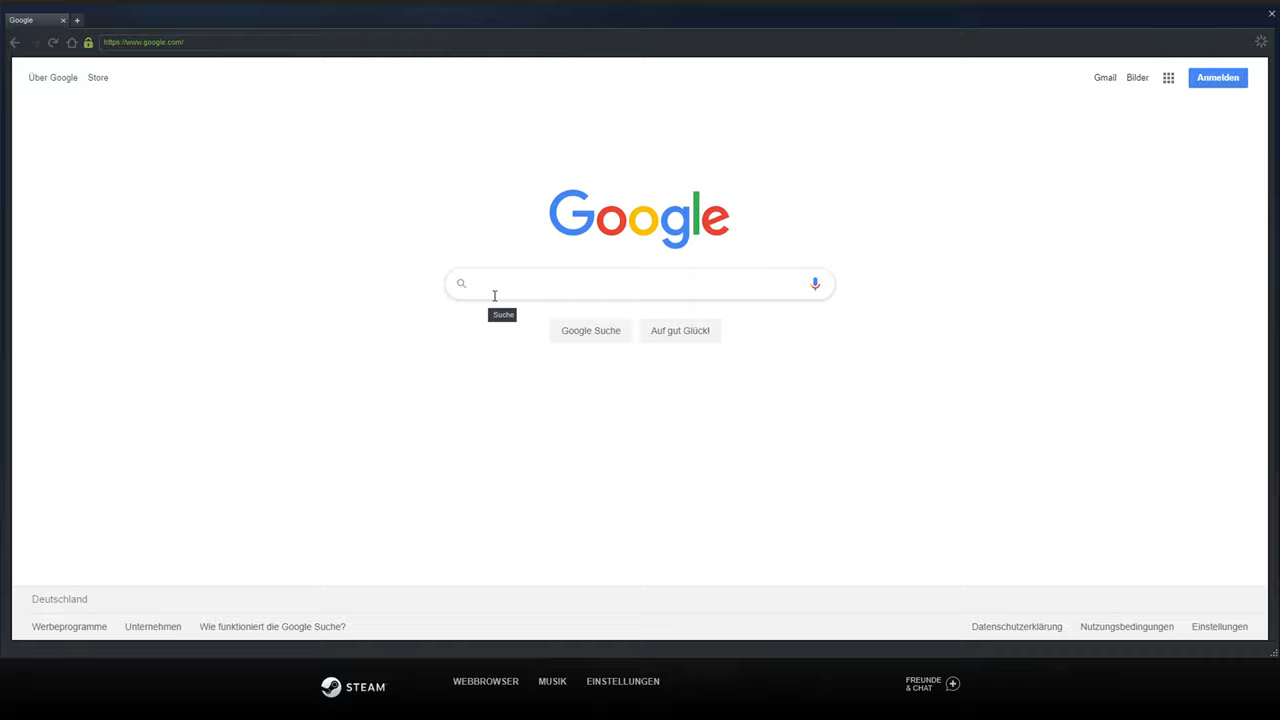 Google
https://www.google.com/
Über Google Store
Gmail Bilder Anmelden
Google
Suche
Google Suche Auf gut Glück!
Deutschland
Werbeprogramme Unternehmen Wie funktioniert die Google Suche?
Datenschutzerklärung Nutzungsbedingungen Einstellungen
STEAM WEBBROWSER MUSIK EINSTELLUNGEN
FREUNDE
& CHAT